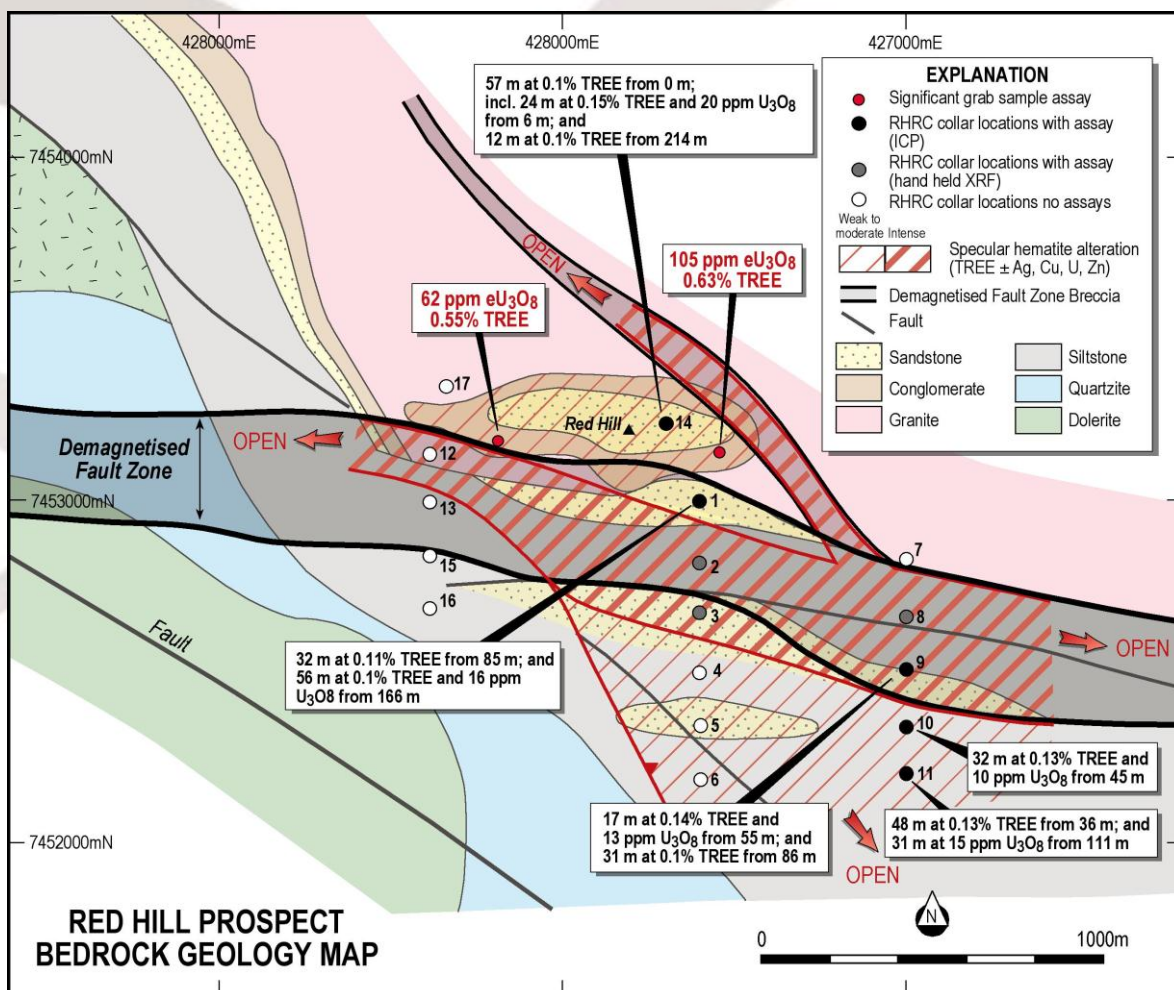 428000mE
428000mE
427000mE
57 m at 0.1% TREE from 0 m;
incl. 24 m at 0.15% TREE and 20 ppm U₃O₈
from 6 m; and
12 m at 0.1% TREE from 214 m
EXPLANATION
Significant grab sample assay
RHRC collar locations with assay
(ICP)
RHRC collar locations with assay
(hand held XRF)
RHRC collar locations no assays
Weak to
moderate Intense
Specular hematite alteration
(TREE ± Ag, Cu, U, Zn)
Demagnetised Fault Zone Breccia
Fault
Sandstone
Siltstone
Conglomerate
Quartzite
Granite
Dolerite
7454000mN
OPEN
105 ppm eU₃O₈
0.63% TREE
62 ppm eU₃O₈
0.55% TREE
17
Red Hill
14
OPEN
Demagnetised
Fault Zone
12
7453000mN
13
1
7
15
2
16
3
8
OPEN
Fault
32 m at 0.11% TREE from 85 m; and
56 m at 0.1% TREE and 16 ppm
U3O8 from 166 m
4
9
5
10
32 m at 0.13% TREE and
10 ppm U₃O₈ from 45 m
6
11
17 m at 0.14% TREE and
13 ppm U₃O₈ from 55 m; and
31 m at 0.1% TREE from 86 m
48 m at 0.13% TREE from 36 m; and
31 m at 15 ppm U₃O₈ from 111 m
7452000mN
OPEN
RED HILL PROSPECT
BEDROCK GEOLOGY MAP
N
0
1000m